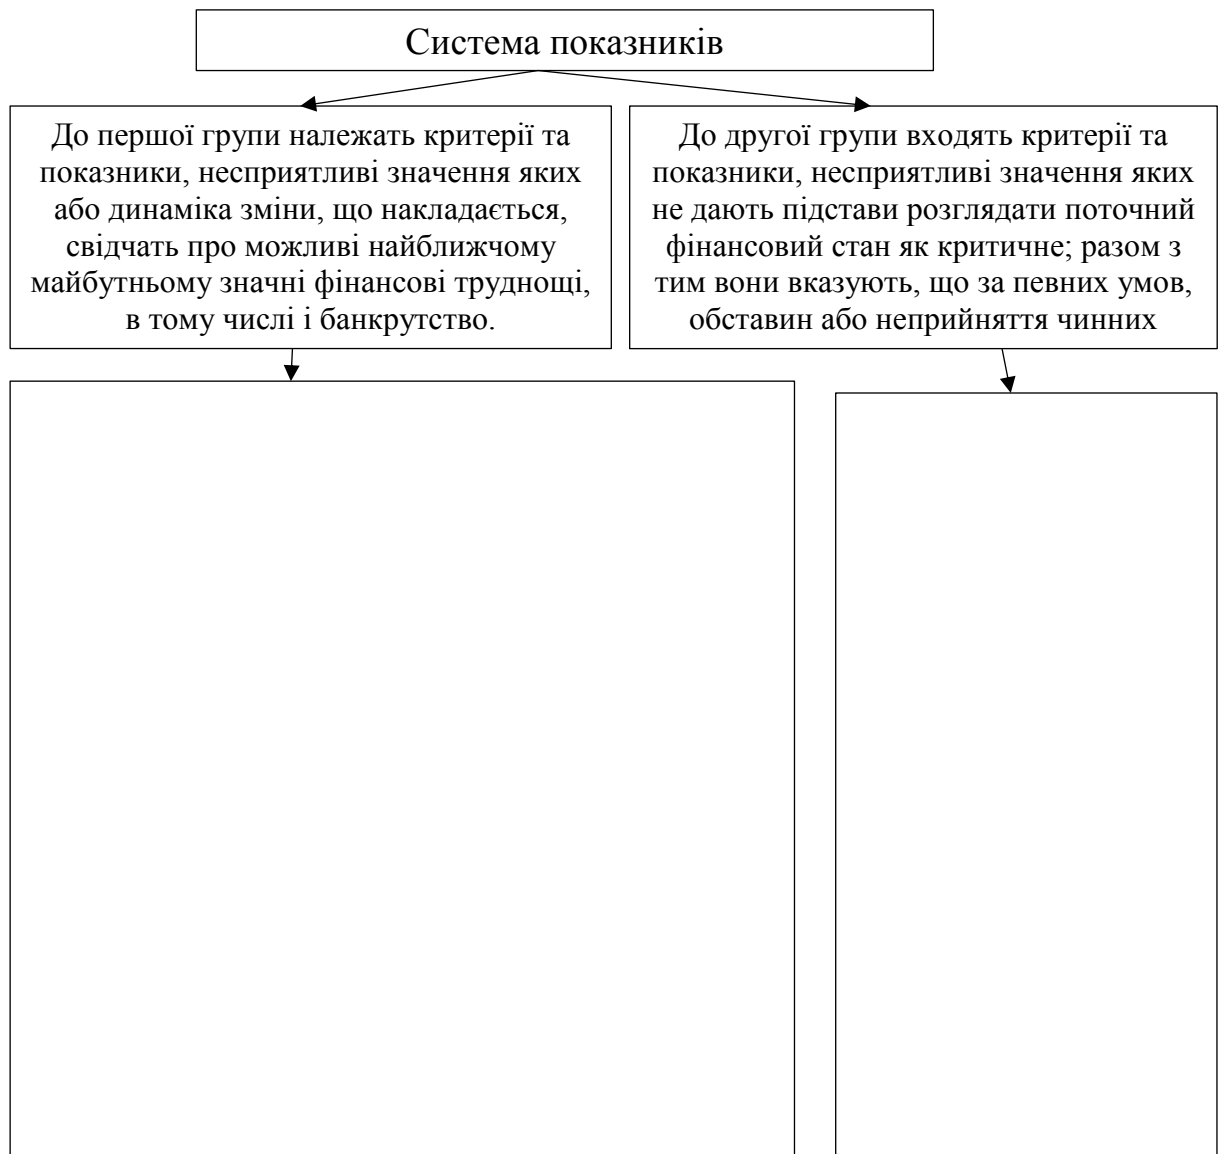 Система показників
До першої групи належать критерії та
показники, несприятливі значення яких
або динаміка зміни, що накладається,
свідчать про можливі найближчому
майбутньому значні фінансові труднощі,
в тому числі і банкрутство.
До другої групи входять критерії та
показники, несприятливі значення яких
не дають підстави розглядати поточний
фінансовий стан як критичне; разом з
тим вони вказують, що за певних умов,
обставин або неприйняття чинних